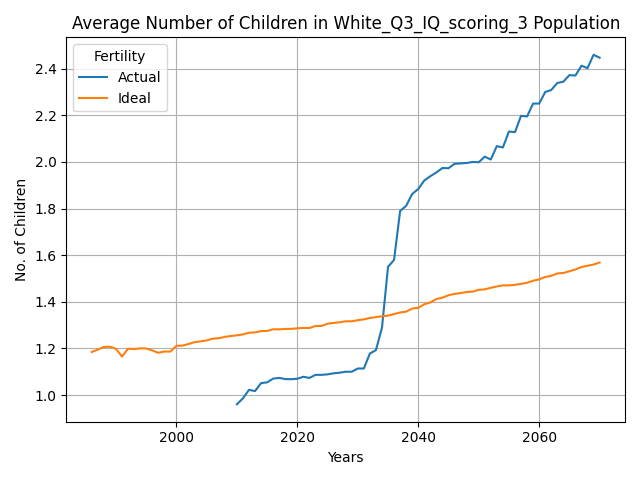 Average Number of Children in White_Q3_IQ_scoring_3 Population
Fertility
Actual
Ideal
No. of Children
2.4
2.2
2.0
1.8
1.6
1.4
1.2
1.0
2000
2020
2040
2060
Years